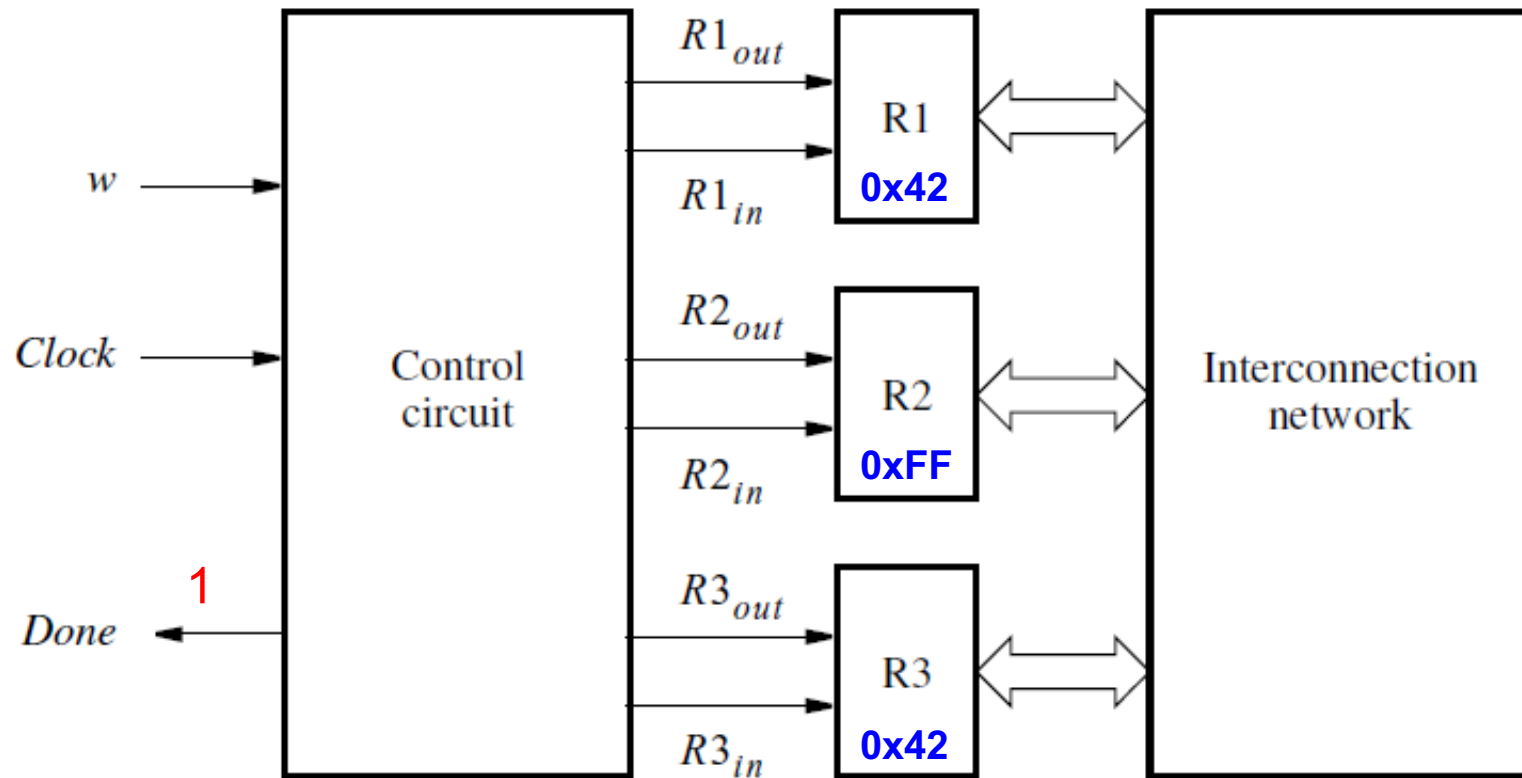 w
Clock
1
Done
Control
circuit
R1out
R1in
R2out
R2in
R3out
R3in
R1
0x42
R2
0xFF
R3
0x42
Interconnection
network